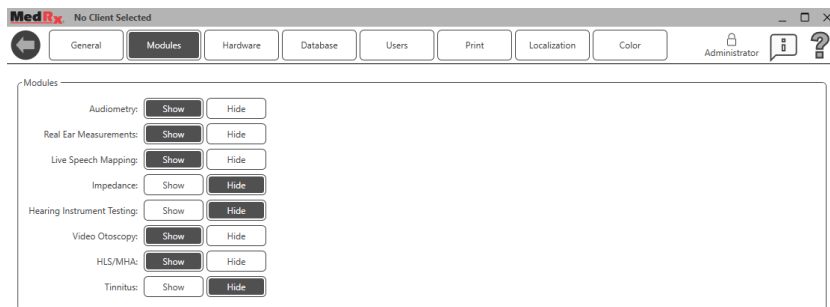 MedRx No Client Selected
General Modules Hardware Database Users Print Localization Color Administrator
Modules
Audiometry: Show Hide
Real Ear Measurements: Show Hide
Live Speech Mapping: Show Hide
Impedance: Show Hide
Hearing Instrument Testing: Show Hide
Video Otoscopy: Show Hide
HLS/MHA: Show Hide
Tinnitus: Show Hide